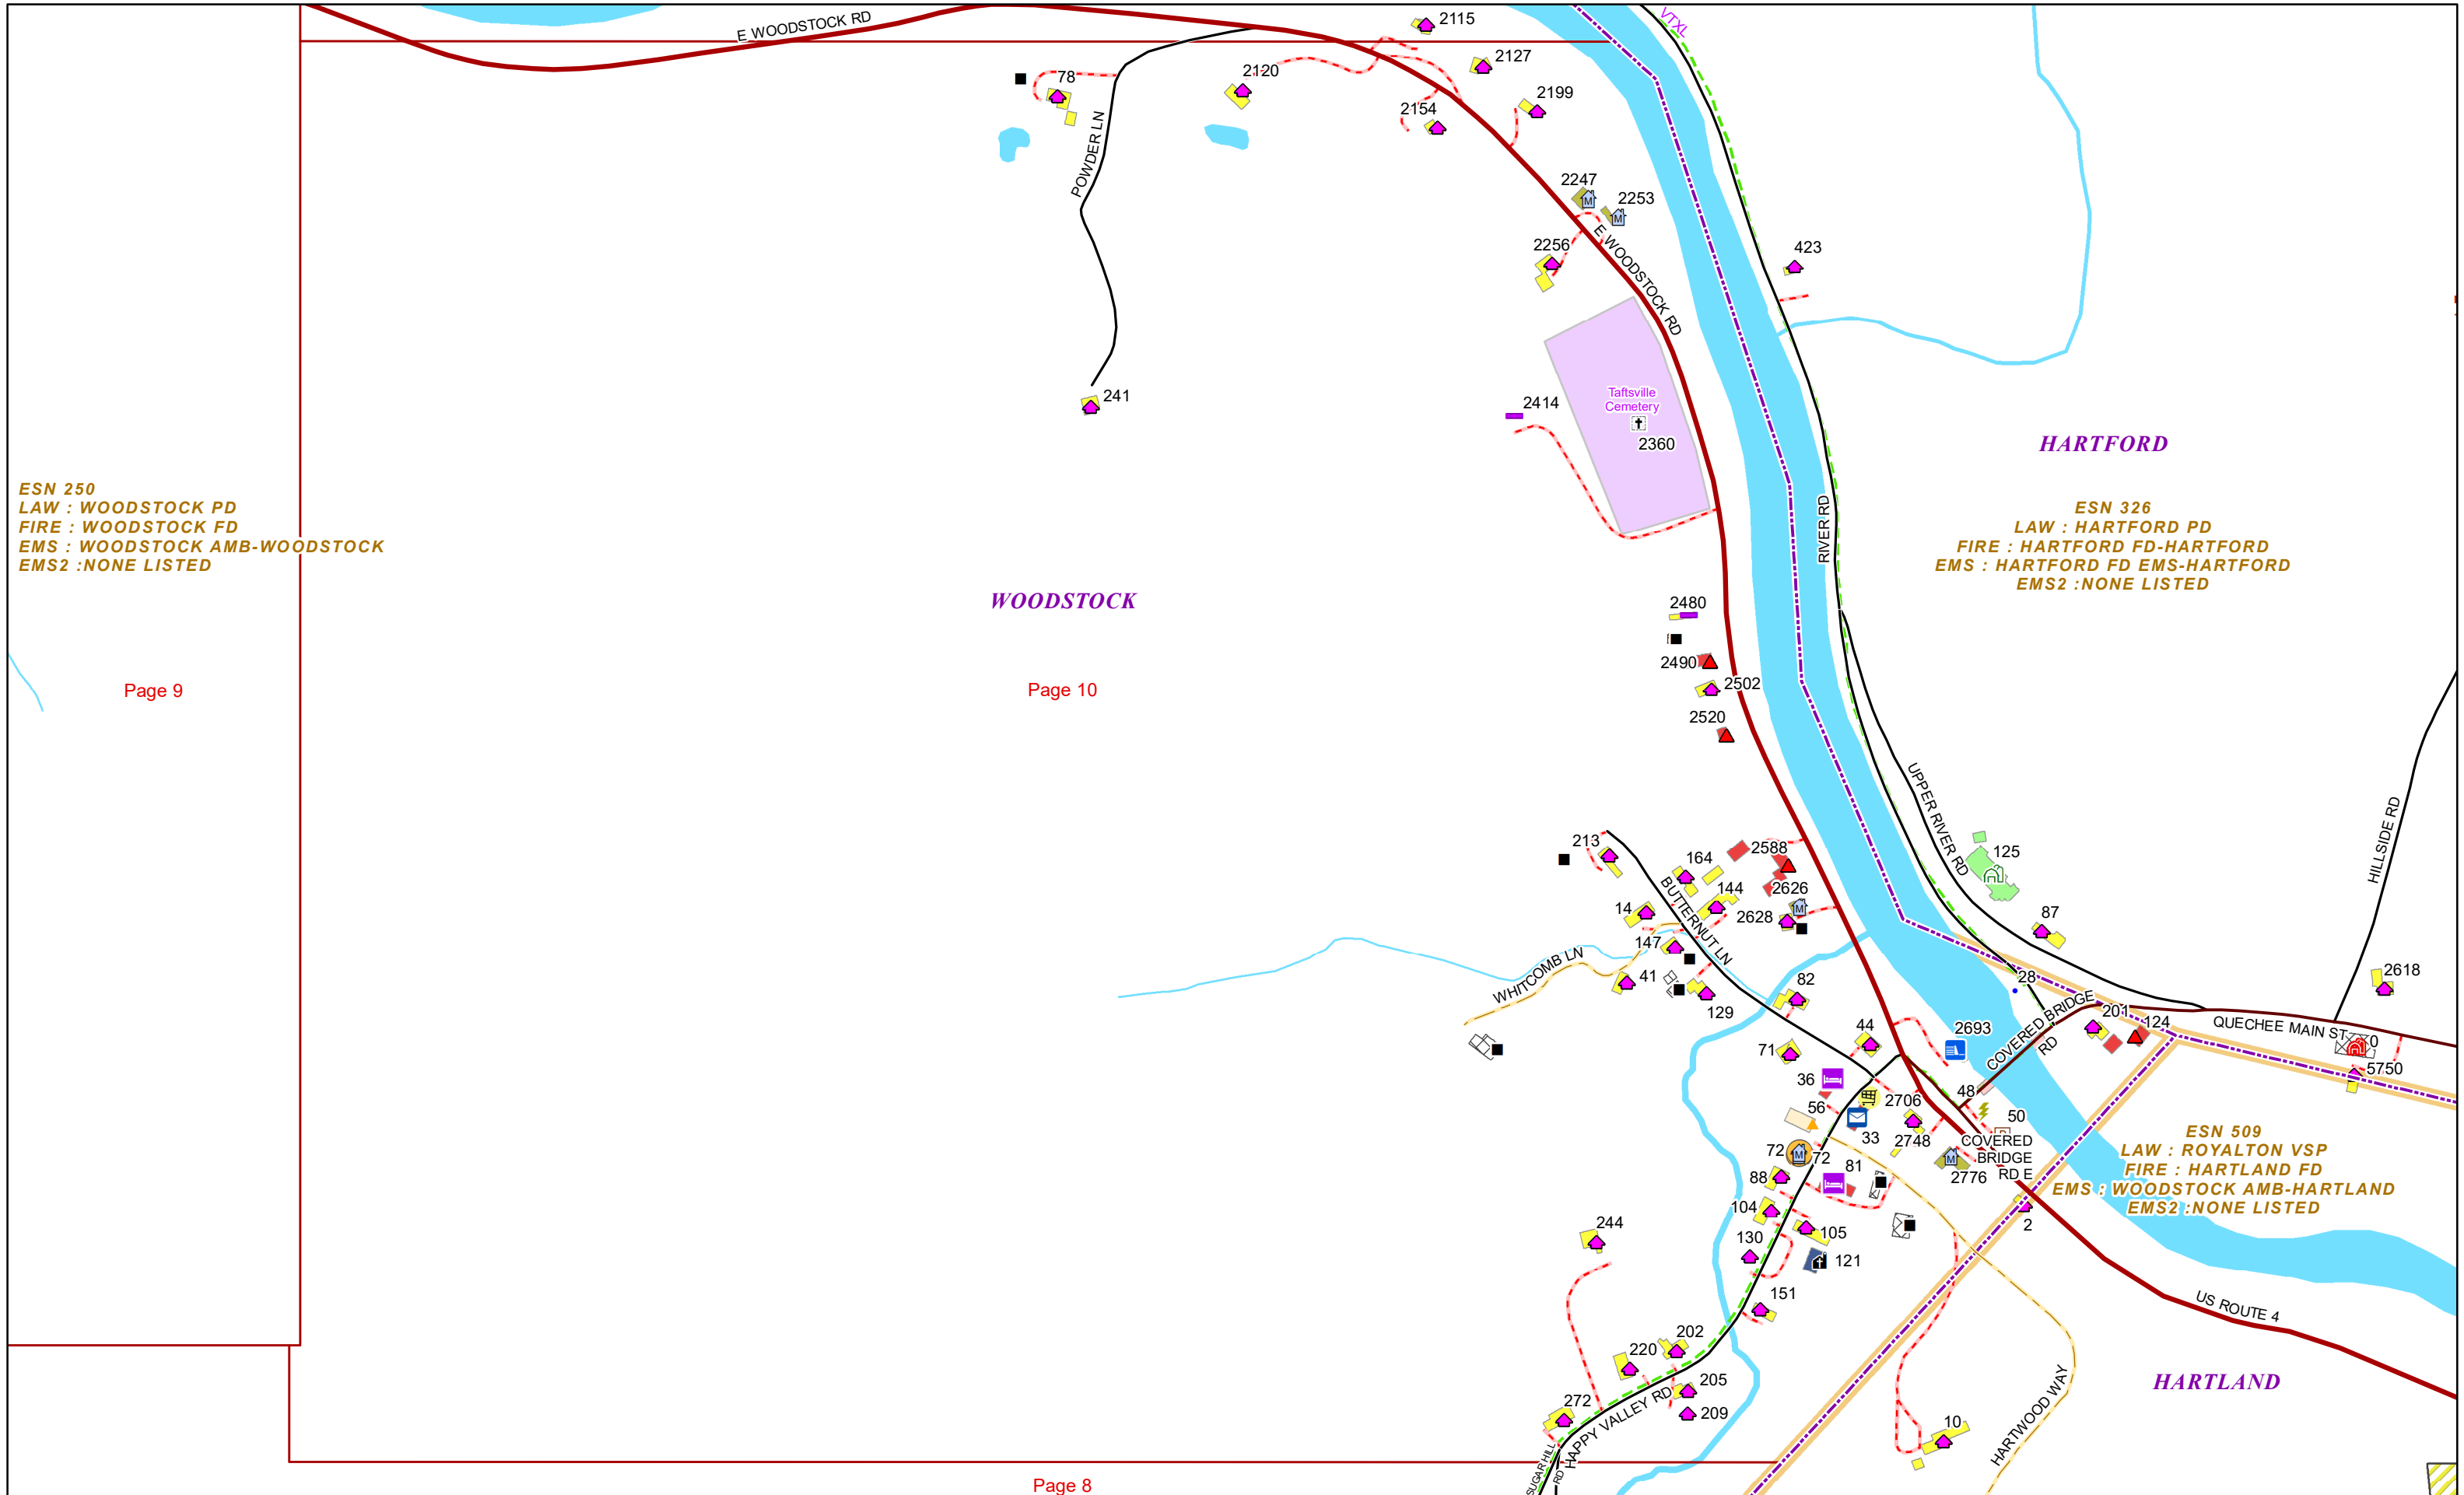 E WOODSTOCK RD
VTXL
2115
2127
78
2120
2154
2199
POWDER LN
2247
2253
E WOODSTOCK RD
2256
423
241
2414
Taftsville
Cemetery
2360
HARTFORD
ESN 250
LAW : WOODSTOCK PD
FIRE : WOODSTOCK FD
EMS : WOODSTOCK AMB-WOODSTOCK
EMS2 :NONE LISTED
ESN 326
LAW : HARTFORD PD
FIRE : HARTFORD FD-HARTFORD
EMS : HARTFORD FD EMS-HARTFORD
EMS2 :NONE LISTED
RIVER RD
WOODSTOCK
2480
2490
2502
2520
Page 9
Page 10
UPPER RIVER RD
HILLSIDE RD
213
164
2588
125
2626
144
14
2628
87
BUTTERNUT LN
147
WHITCOMB LN
41
129
82
28
2618
COVERED BRIDGE
RD
201
124
QUECHEE MAIN ST
0
5750
44
2693
71
36
56
2706
33
2748
48
50
COVERED
BRIDGE
RD E
2776
72
72
81
88
104
105
130
121
151
2
ESN 509
LAW : ROYALTON VSP
FIRE : HARTLAND FD
EMS : WOODSTOCK AMB-HARTLAND
EMS2 :NONE LISTED
244
US ROUTE 4
202
220
205
209
272
HAPPY VALLEY RD
SUGAR HILL
RD
10
HARTWOOD WAY
HARTLAND
Page 8